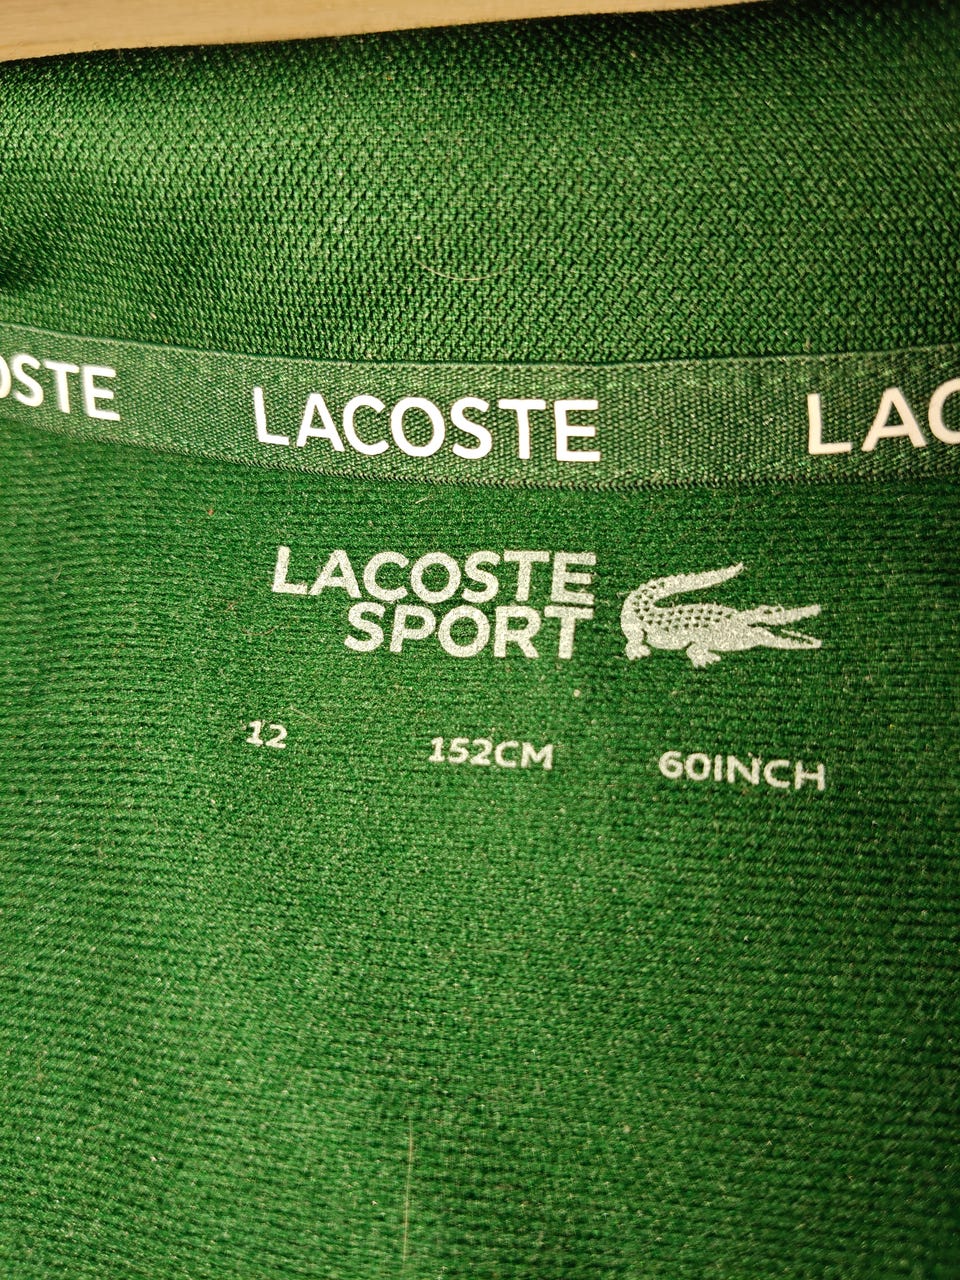 OSTE LACOSTE LAC
LACOSTE
SPORT
12 152CM 60INCH